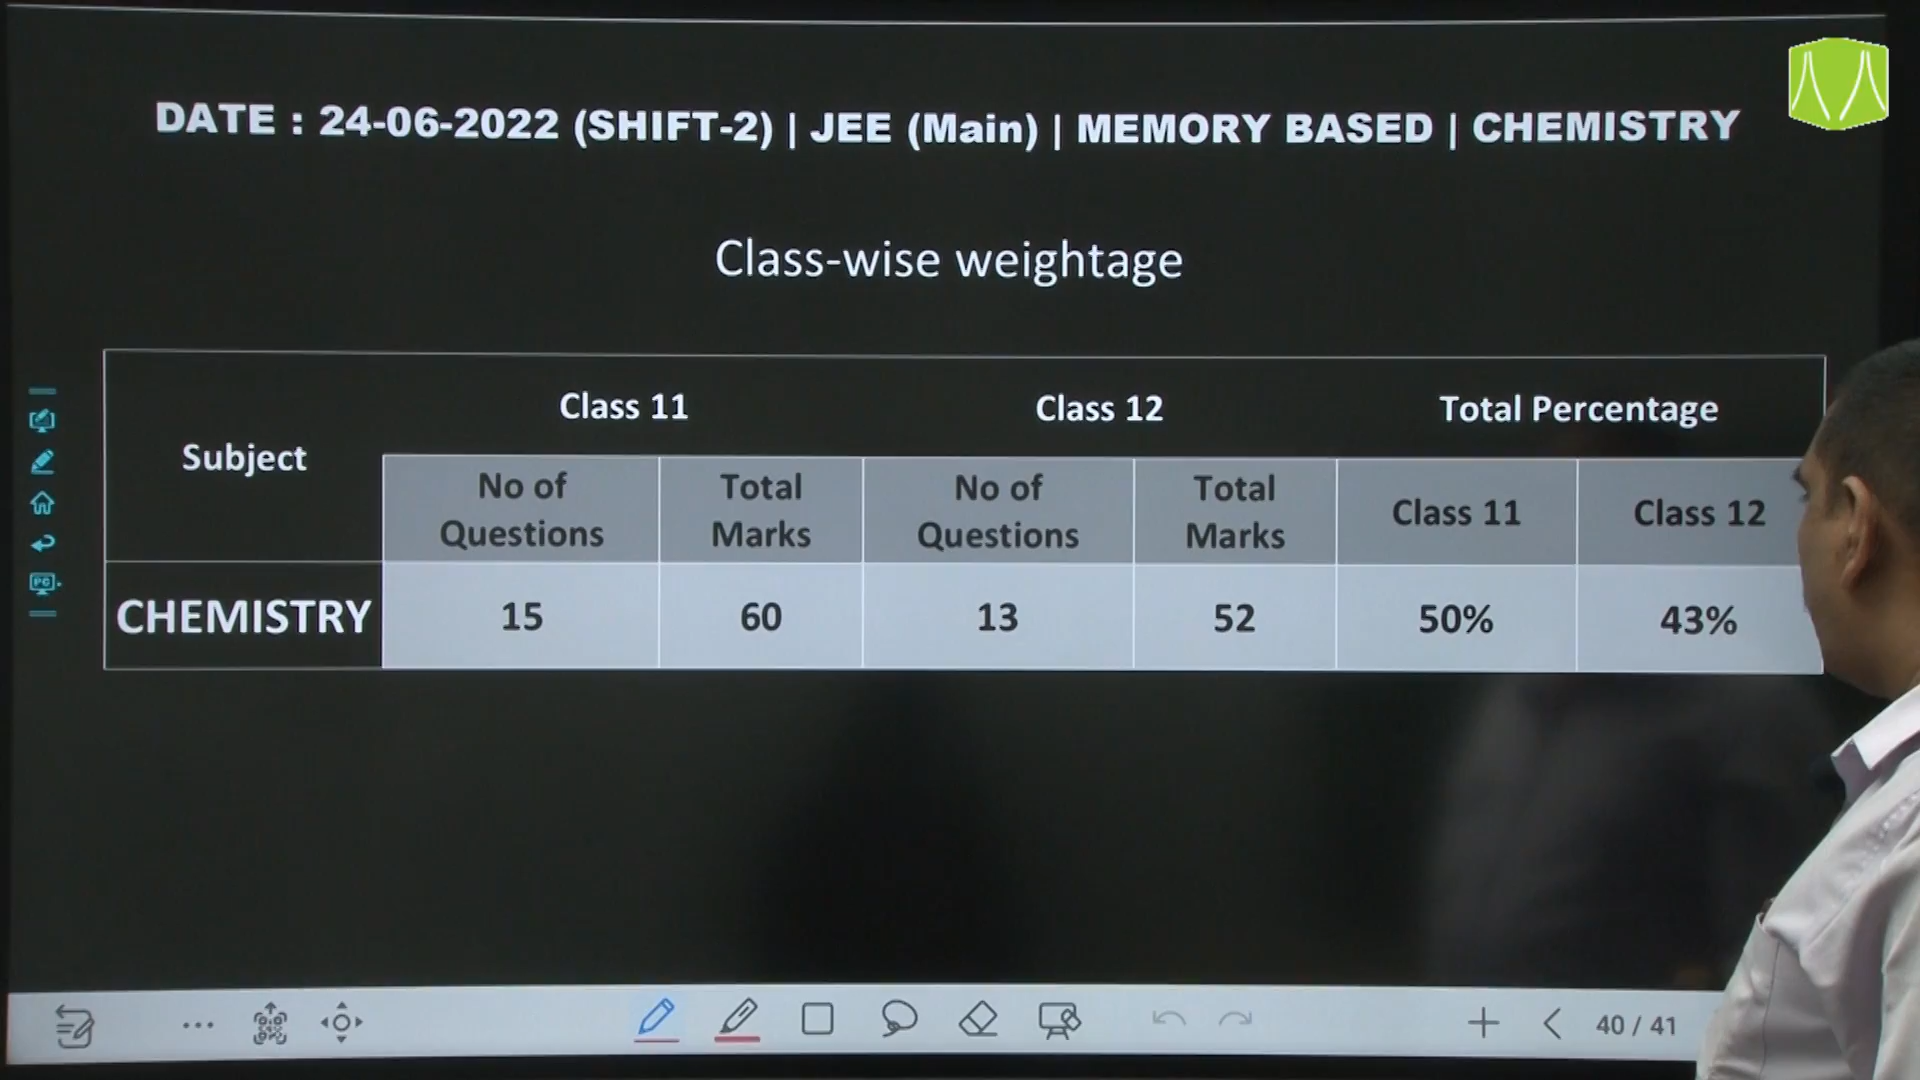 DATE : 24-06-2022 (SHIFT-2) | JEE (Main) | MEMORY BASED | CHEMISTRY
Class-wise weightage
Subject
Class 11
Class 12
Total Percentage
No of Questions
Total Marks
No of Questions
Total Marks
Class 11
Class 12
CHEMISTRY
15
60
13
52
50%
43%
PC
40 / 41